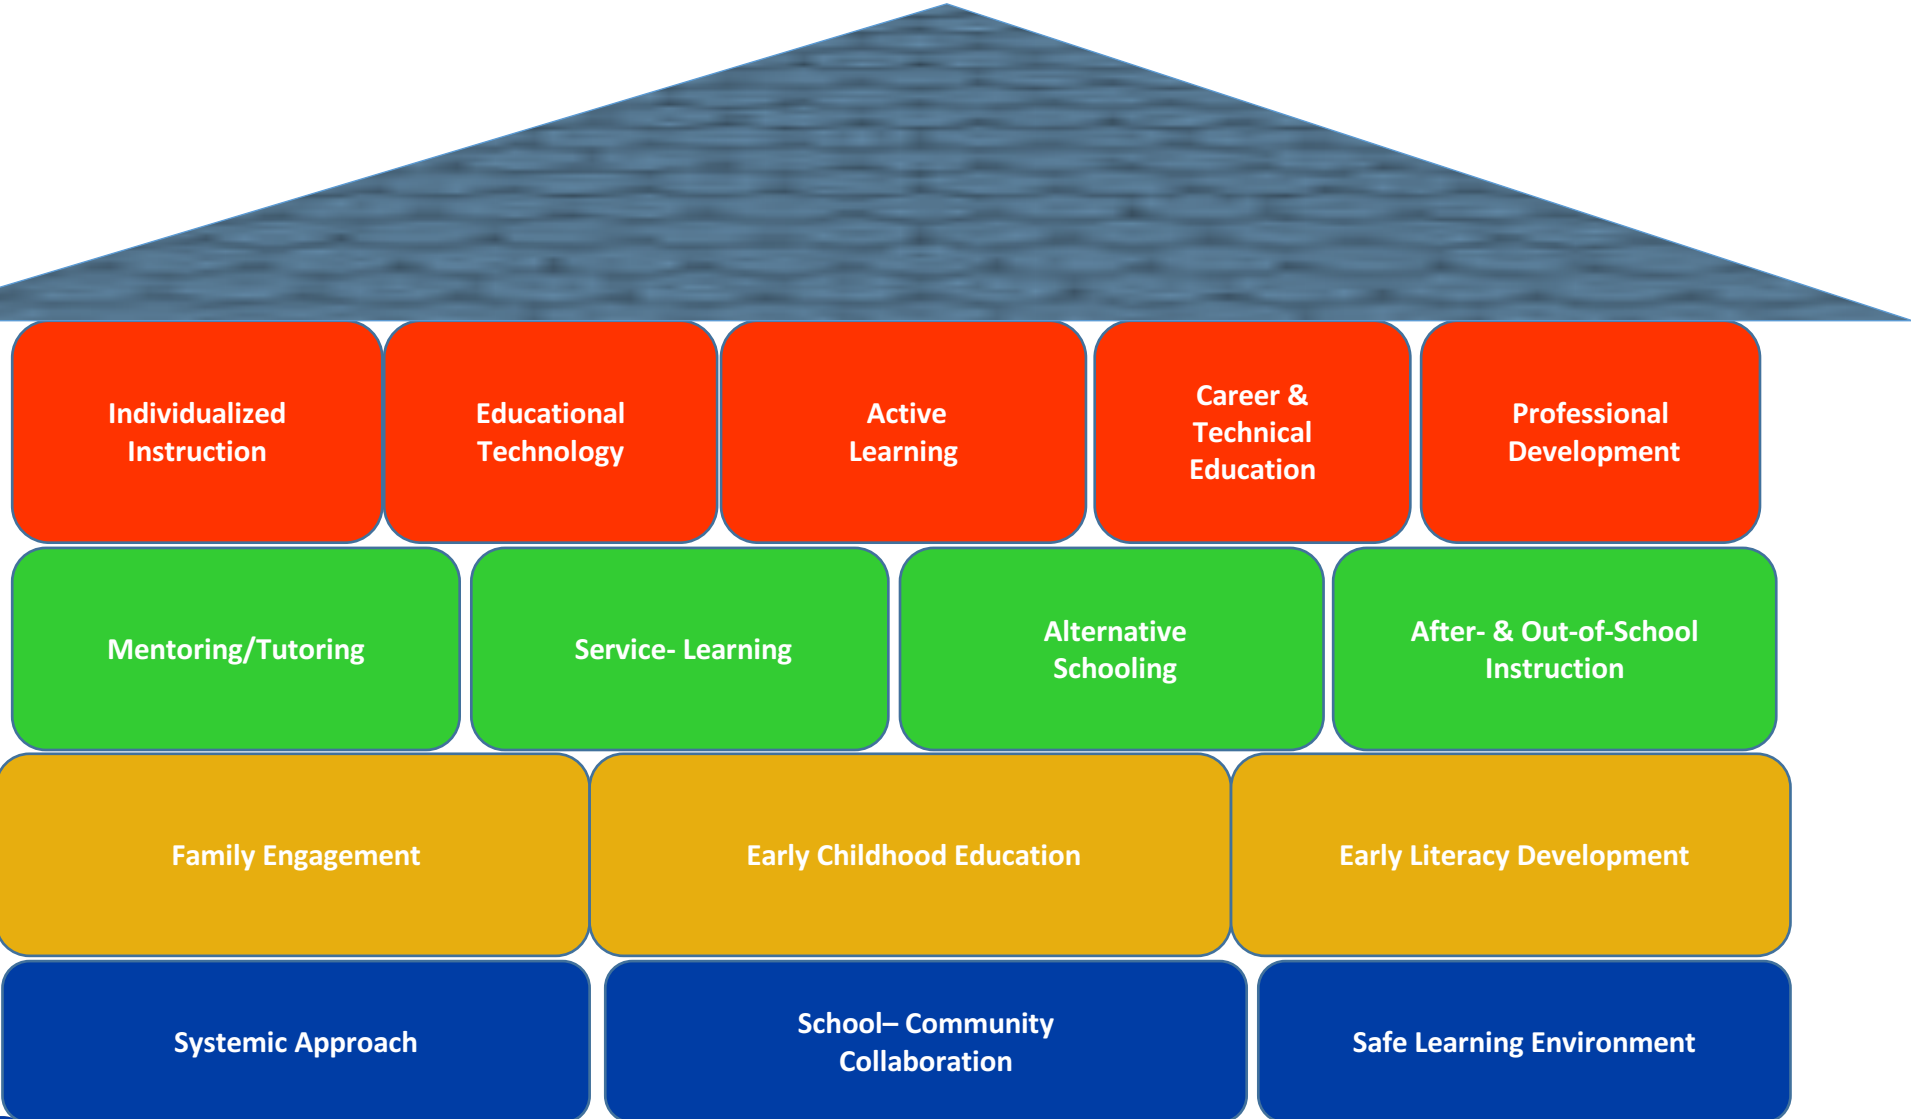 Individualized
Instruction
Educational
Technology
Active
Learning
Career &
Technical
Education
Professional
Development
Mentoring/Tutoring
Service- Learning
Alternative
Schooling
After- & Out-of-School
Instruction
Family Engagement
Early Childhood Education
Early Literacy Development
Systemic Approach
School– Community
Collaboration
Safe Learning Environment